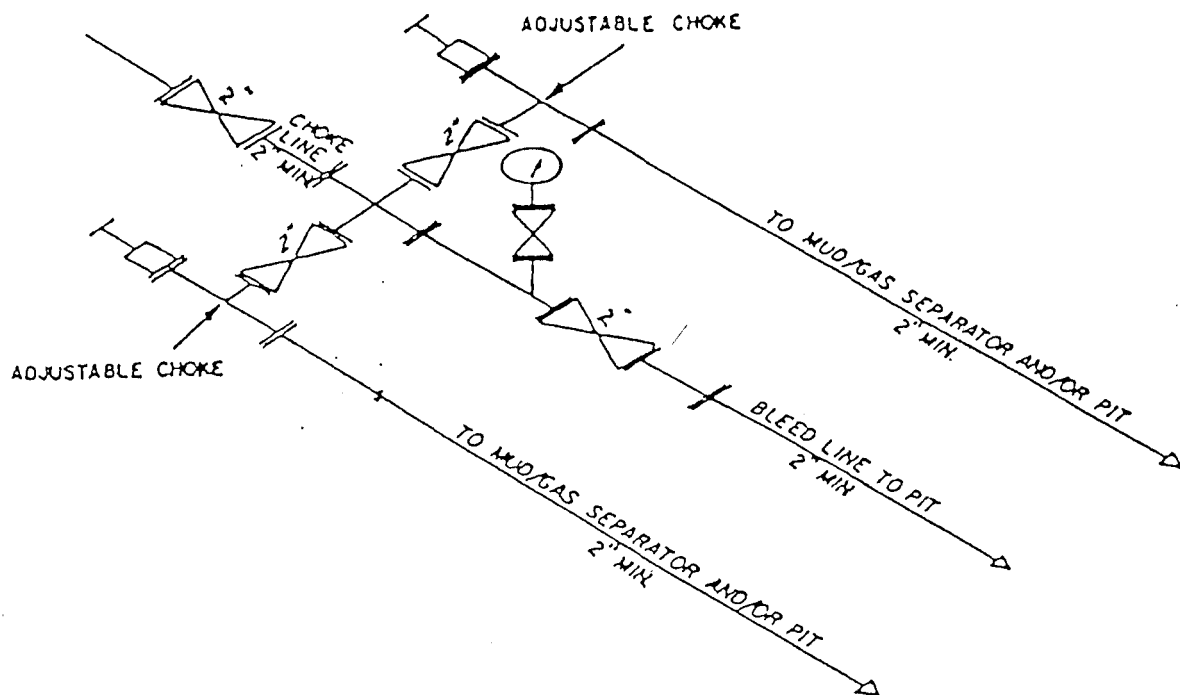 ADJUSTABLE CHOKE
2"
CHOKE
LINE
2" MIN.
2"
2"
2"
ADJUSTABLE CHOKE
TO MUD/GAS SEPARATOR AND/OR PIT
2" MIN.
BLEED LINE TO PIT
2" MIN
TO MUD/GAS SEPARATOR AND/OR PIT
2" MIN.